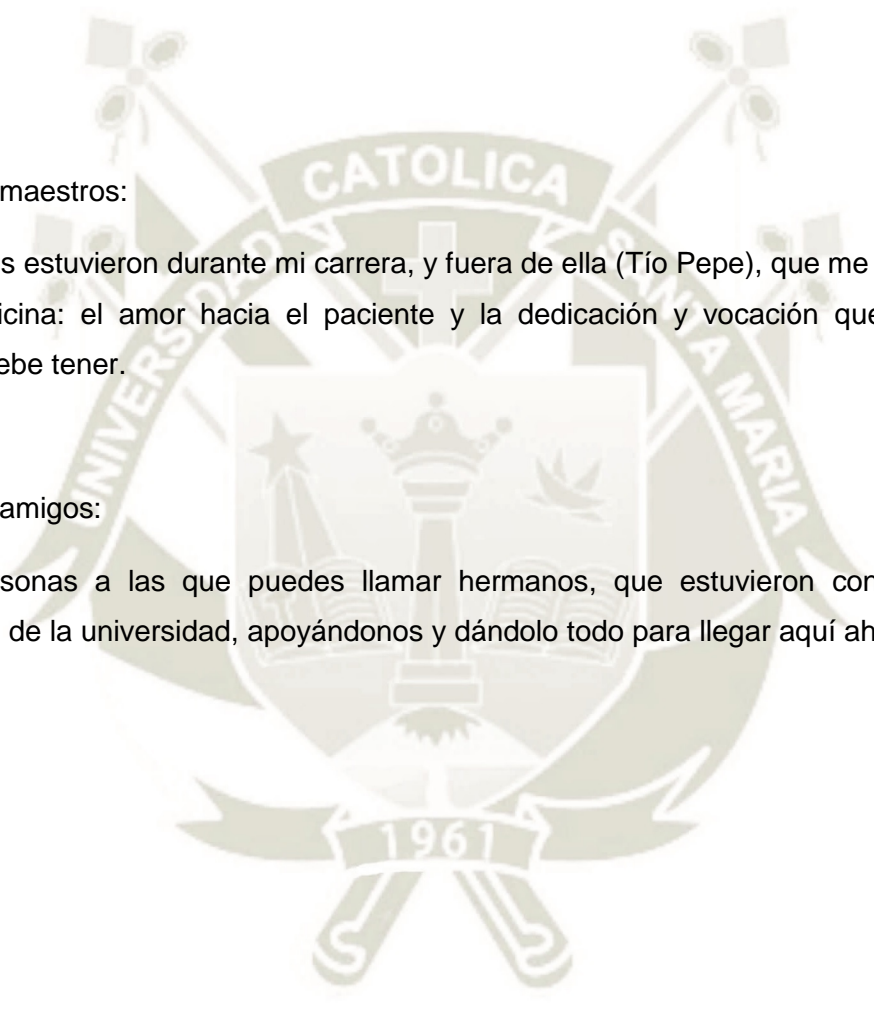 maestros:
s estuvieron durante mi carrera, y fuera de ella (Tío Pepe), que me
icina: el amor hacia el paciente y la dedicación y vocación que
ebe tener.
amigos:
sonas a las que puedes llamar hermanos, que estuvieron con
de la universidad, apoyándonos y dándolo todo para llegar aquí ah
UNIVERSIDAD CATOLICA SANTA MARIA
1961